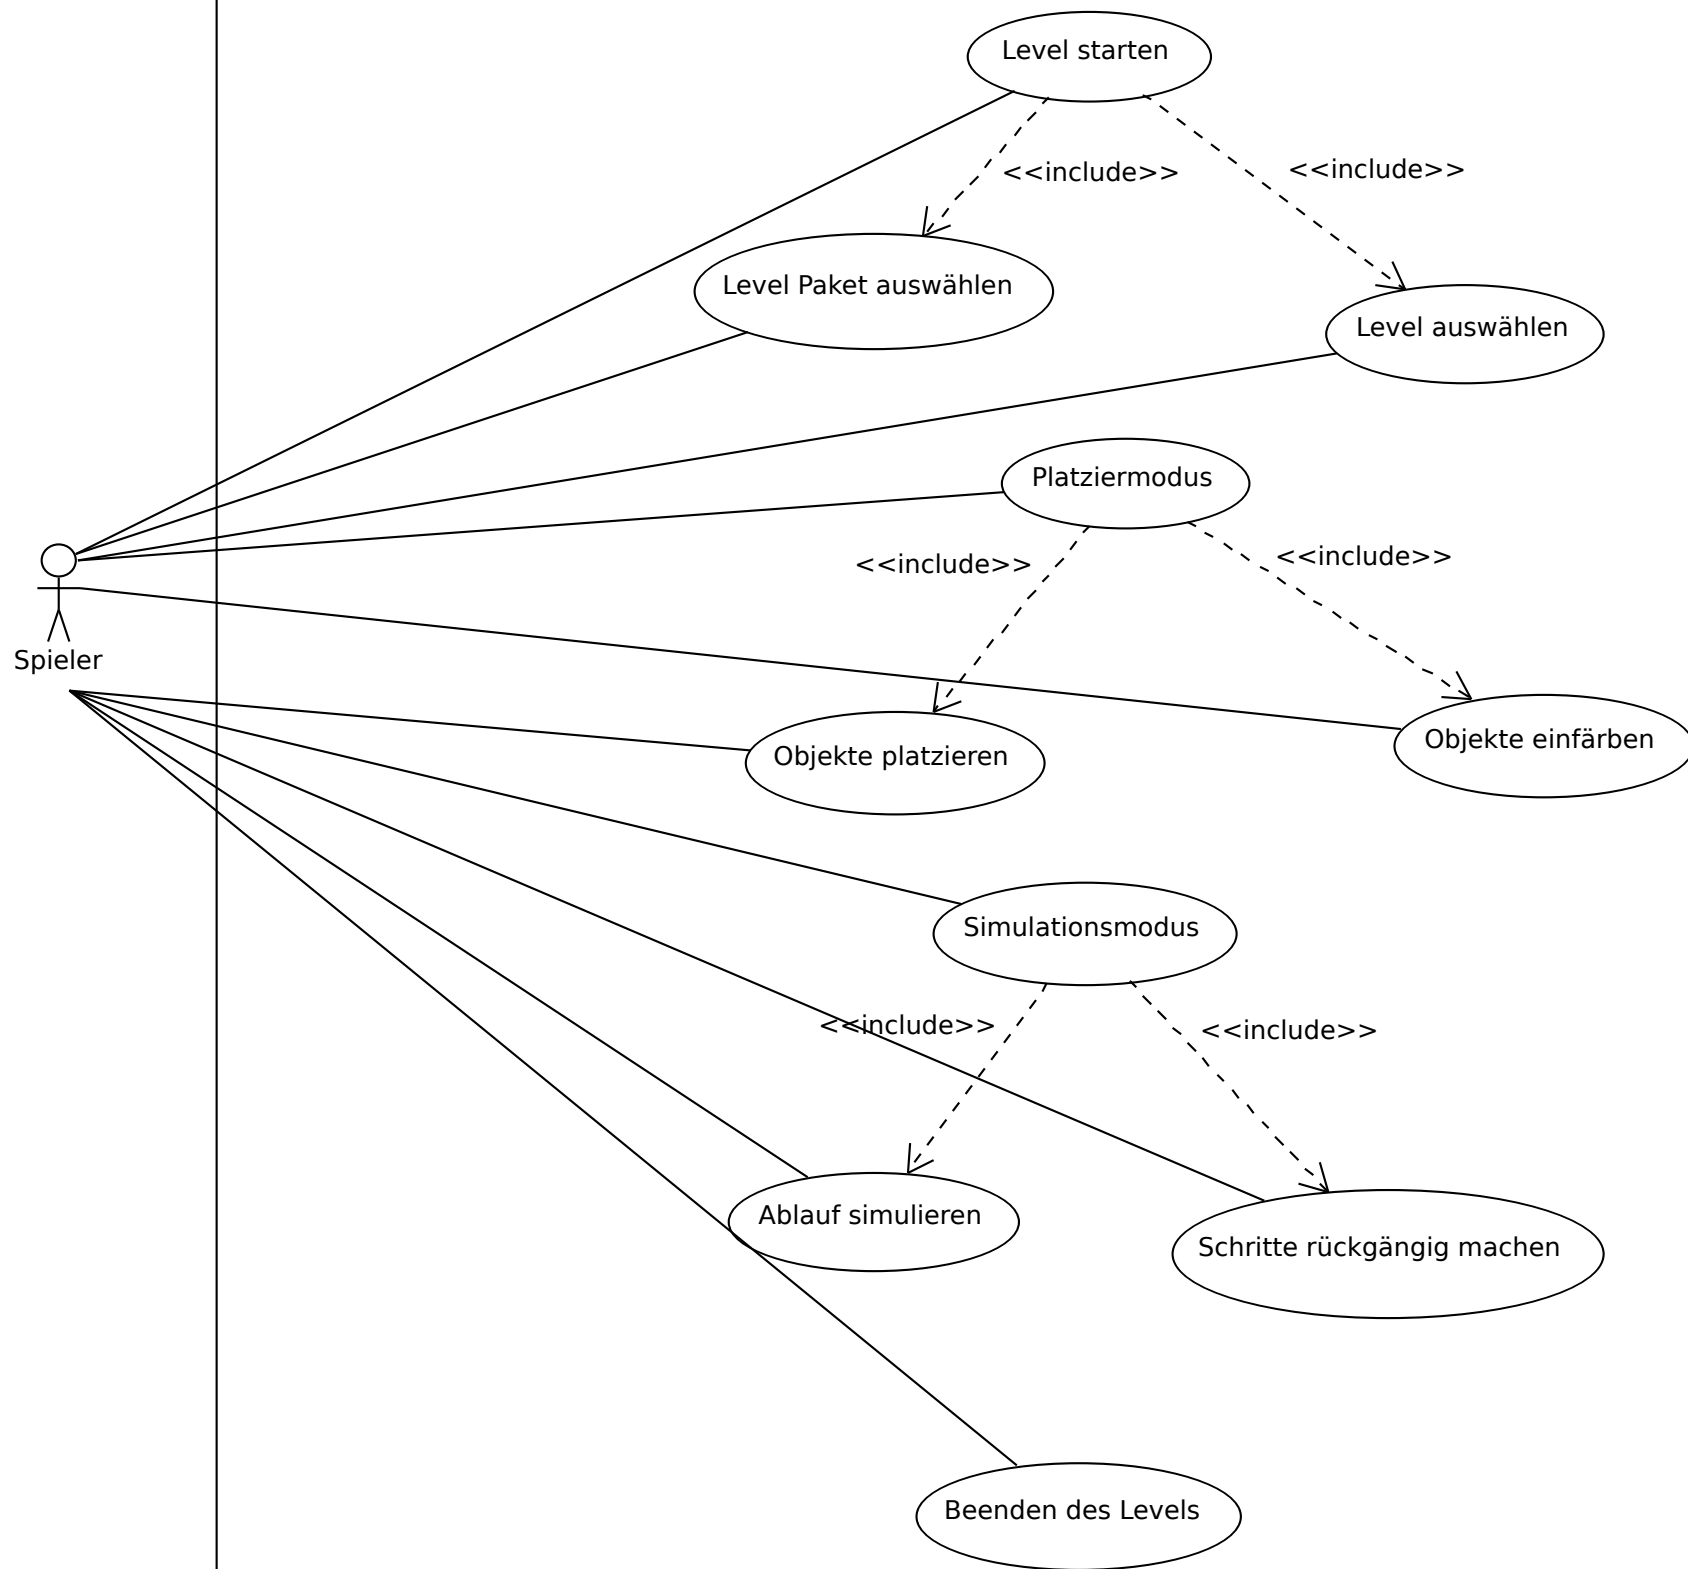 Level starten
<<include>>
<<include>>
Level Paket auswählen
Level auswählen
Platziermodus
<<include>>
<<include>>
Spieler
Objekte platzieren
Objekte einfärben
Simulationsmodus
<<include>>
<<include>>
Ablauf simulieren
Schritte rückgängig machen
Beenden des Levels